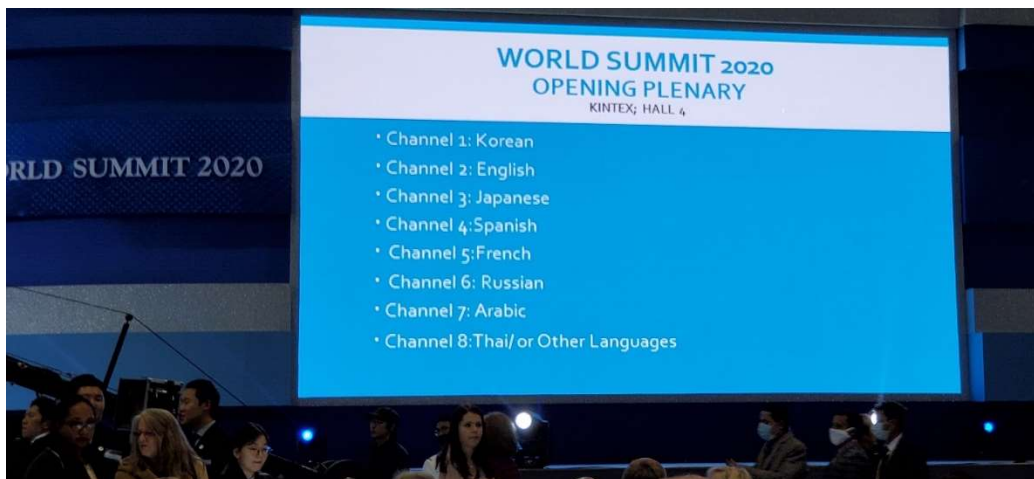 WORLD SUMMIT 2020
OPENING PLENARY
KINTEX; HALL 4
• Channel 1: Korean
• Channel 2: English
• Channel 3: Japanese
• Channel 4:Spanish
• Channel 5:French
• Channel 6: Russian
• Channel 7: Arabic
• Channel 8:Thai/ or Other Languages
RLD SUMMIT 2020